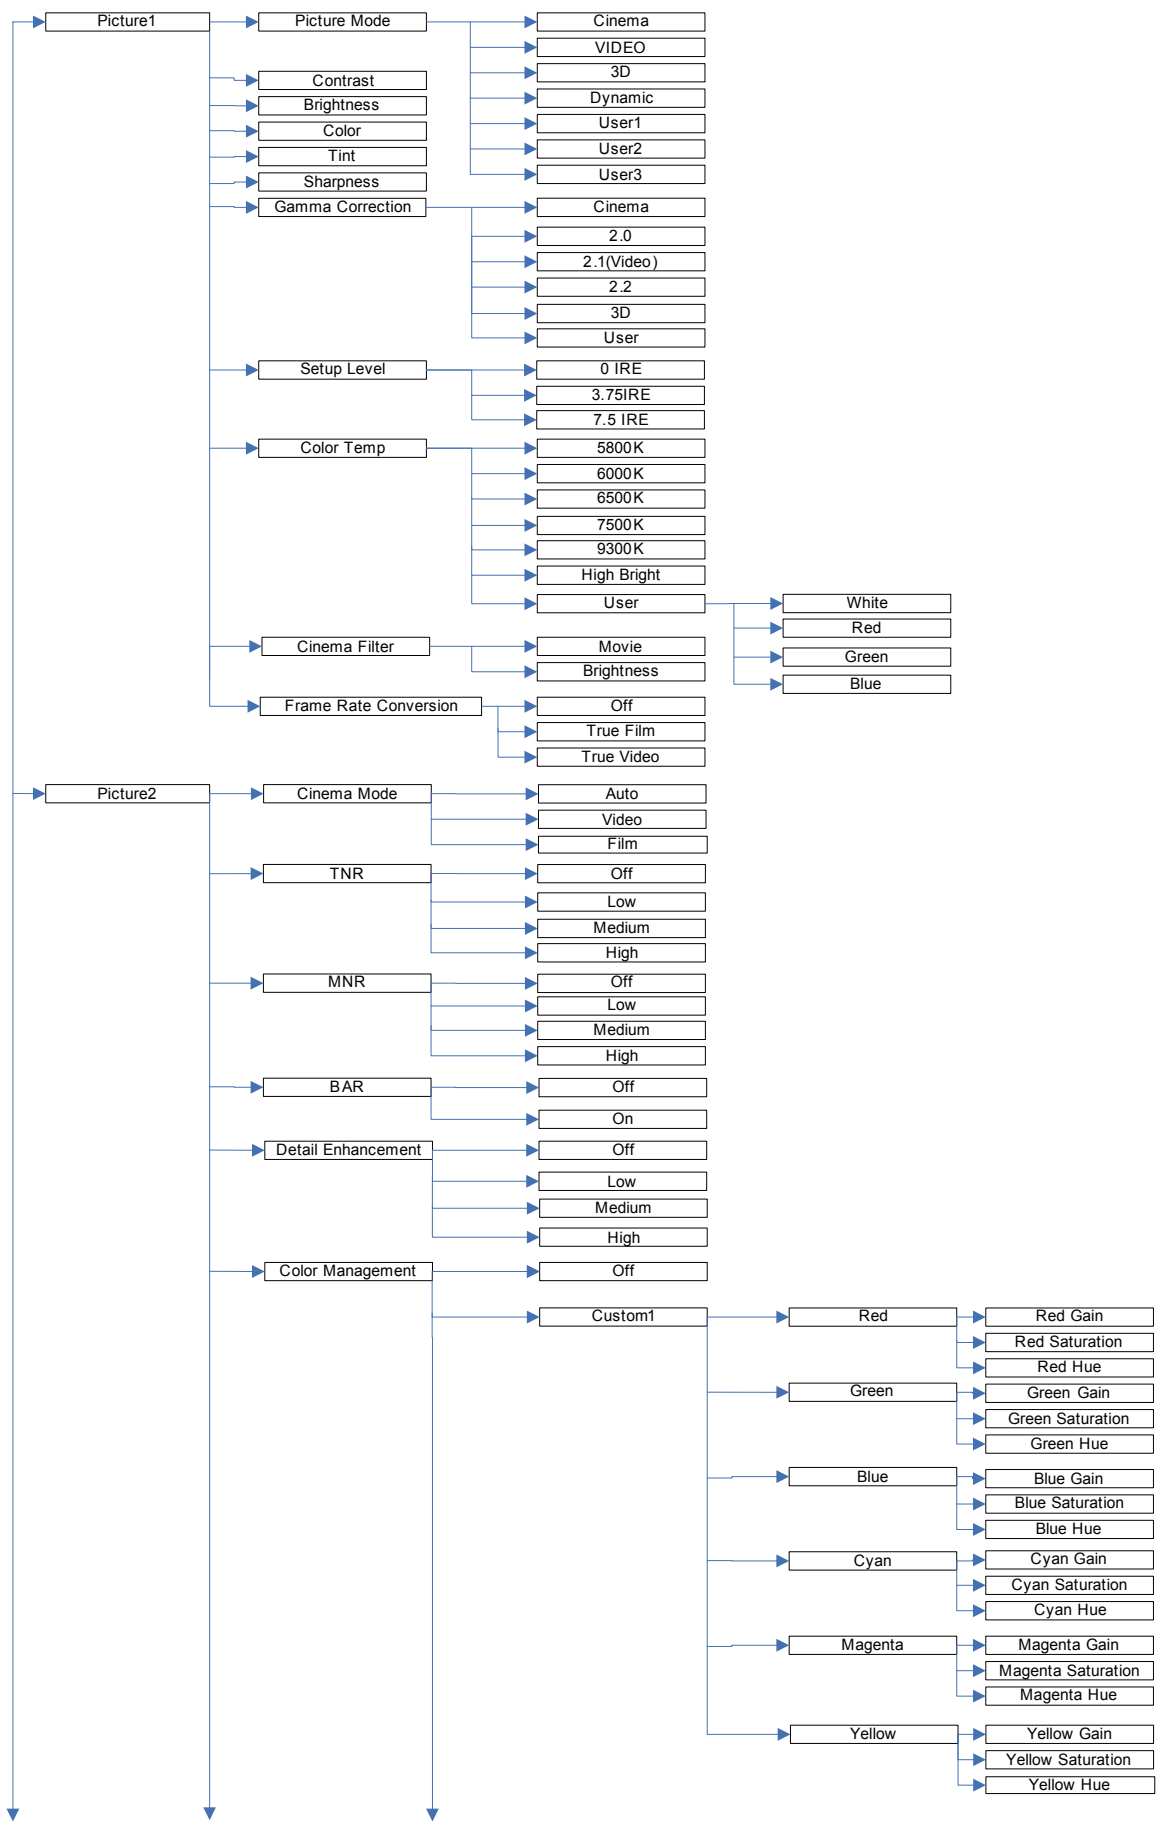 Picture1
Picture Mode
Cinema
VIDEO
3D
Dynamic
User1
User2
User3
Contrast
Brightness
Color
Tint
Sharpness
Gamma Correction
Cinema
2.0
2.1(Video)
2.2
3D
User
Setup Level
0 IRE
3.75IRE
7.5 IRE
Color Temp
5800K
6000K
6500K
7500K
9300K
High Bright
User
White
Red
Green
Blue
Cinema Filter
Movie
Brightness
Frame Rate Conversion
Off
True Film
True Video
Picture2
Cinema Mode
Auto
Video
Film
TNR
Off
Low
Medium
High
MNR
Off
Low
Medium
High
BAR
Off
On
Detail Enhancement
Off
Low
Medium
High
Color Management
Off
Custom1
Red
Red Gain
Red Saturation
Red Hue
Green
Green Gain
Green Saturation
Green Hue
Blue
Blue Gain
Blue Saturation
Blue Hue
Cyan
Cyan Gain
Cyan Saturation
Cyan Hue
Magenta
Magenta Gain
Magenta Saturation
Magenta Hue
Yellow
Yellow Gain
Yellow Saturation
Yellow Hue